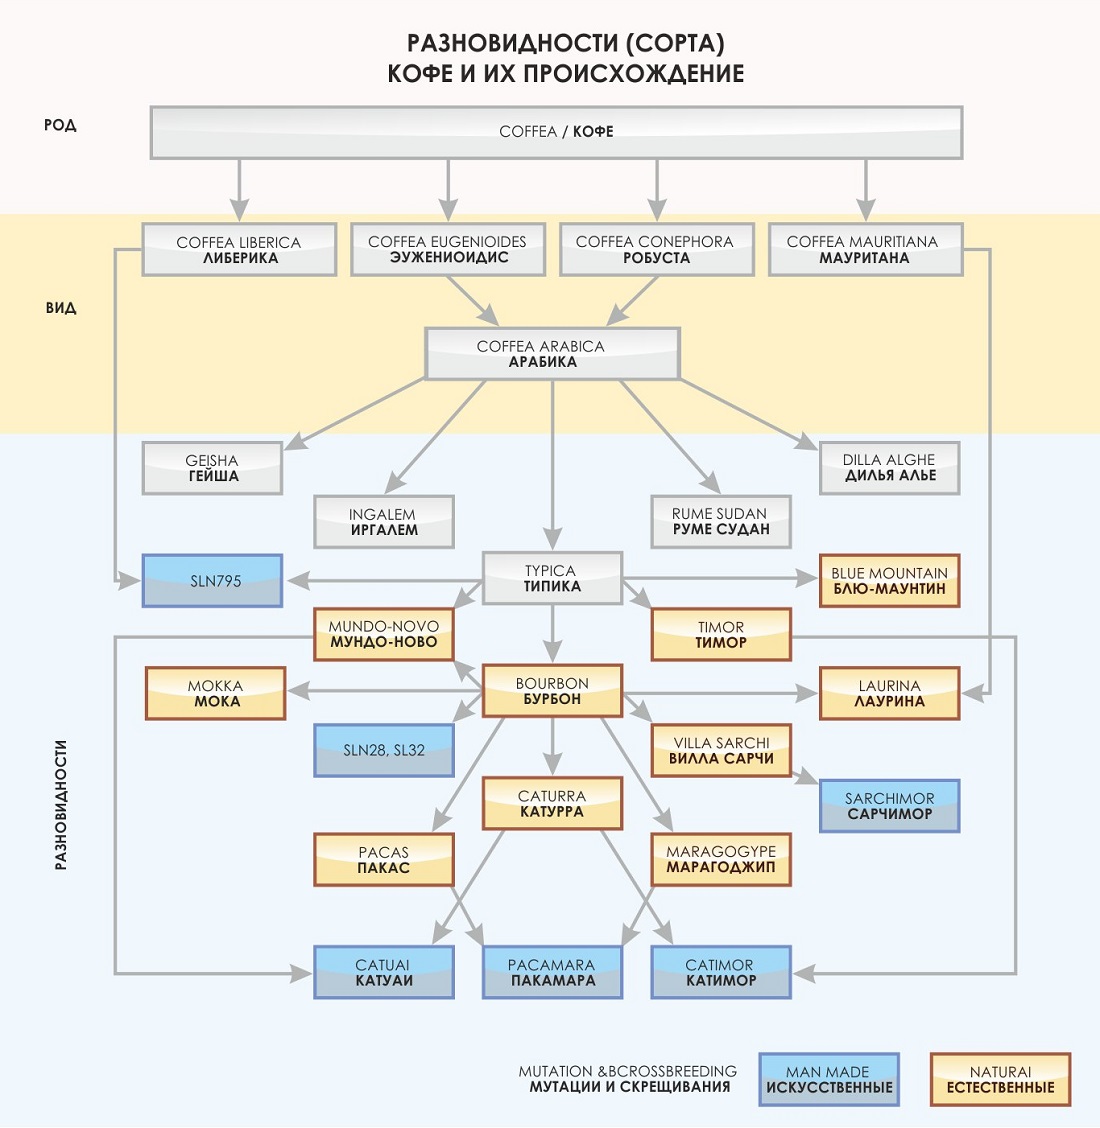 РАЗНОВИДНОСТИ (СОРТА)
КОФЕ И ИХ ПРОИСХОЖДЕНИЕ
РОД
COFFEA / КОФЕ
COFFEA LIBERICA
ЛИБЕРИКА
COFFEA EUGENIOIDES
ЭУЖЕНИОИДИС
COFFEA CONEPHORA
РОБУСТА
COFFEA MAURITIANA
МАУРИТАНА
ВИД
COFFEA ARABICA
АРАБИКА
GEISHA
ГЕЙША
DILLA ALGHE
ДИЛЬЯ АЛЬЕ
INGALEM
ИРГАЛЕМ
RUME SUDAN
РУМЕ СУДАН
SLN795
TYPICA
ТИПИКА
BLUE MOUNTAIN
БЛЮ-МАУНТИН
MUNDO-NOVO
МУНДО-НОВО
TIMOR
ТИМОР
MOKKA
МОКА
BOURBON
БУРБОН
LAURINA
ЛАУРИНА
SLN28, SL32
VILLA SARCHI
ВИЛЛА САРЧИ
CATURRA
КАТУРРА
SARCHIMOR
САРЧИМОР
РАЗНОВИДНОСТИ
PACAS
ПАКАС
MARAGOGYPE
МАРАГОДЖИП
CATUAI
КАТУАИ
PACAMARA
ПАКАМАРА
CATIMOR
КАТИМОР
MUTATION &BCROSSBREEDING
МУТАЦИИ И СКРЕЩИВАНИЯ
MAN MADE
ИСКУССТВЕННЫЕ
NATURAI
ЕСТЕСТВЕННЫЕ